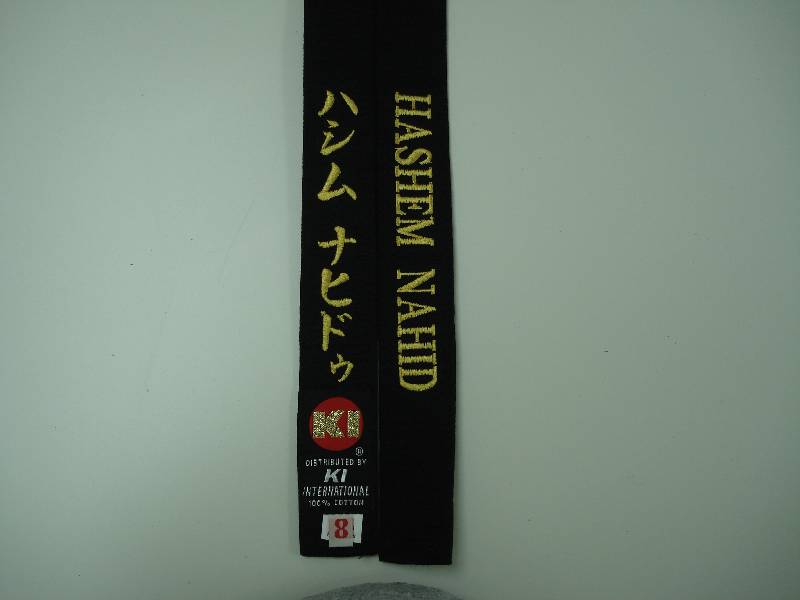 ハシム ナヒドゥ
HASHEM NAHID
KI
®
DISTRIBUTED BY
KI
INTERNATIONAL
100% COTTON
8